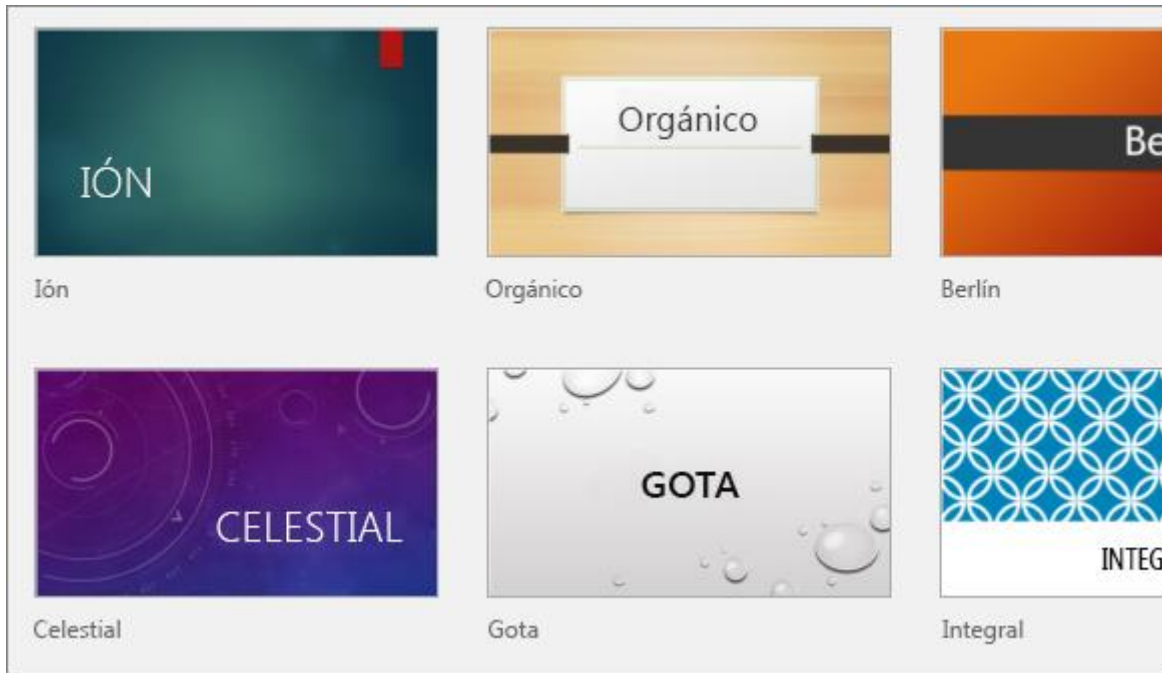 IÓN
Orgánico
Be
Ión
Orgánico
Berlín
CELESTIAL
GOTA
INTEG
Celestial
Gota
Integral